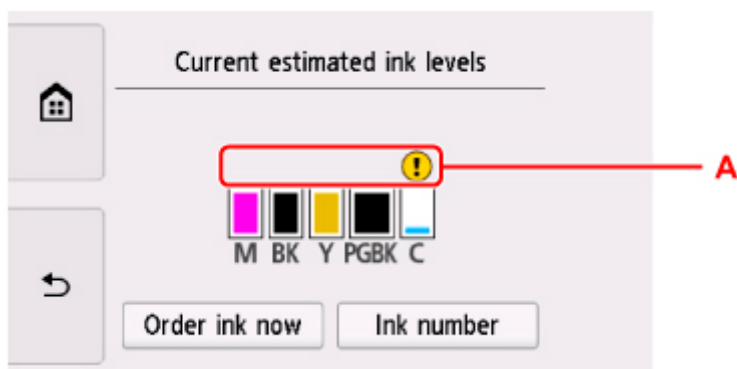 Current estimated ink levels
A
M BK Y PGBK C
Order ink now Ink number